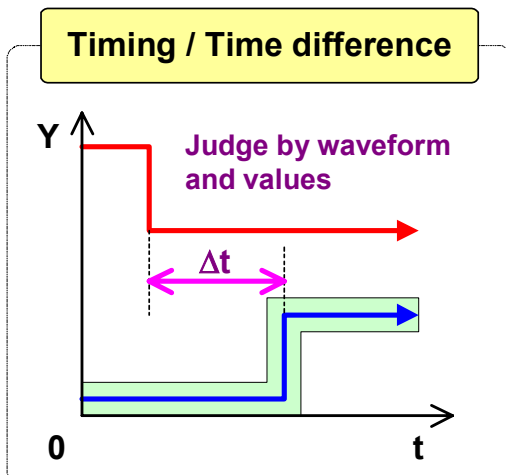 Timing / Time difference
Y
Judge by waveform
and values
Δt
0
t